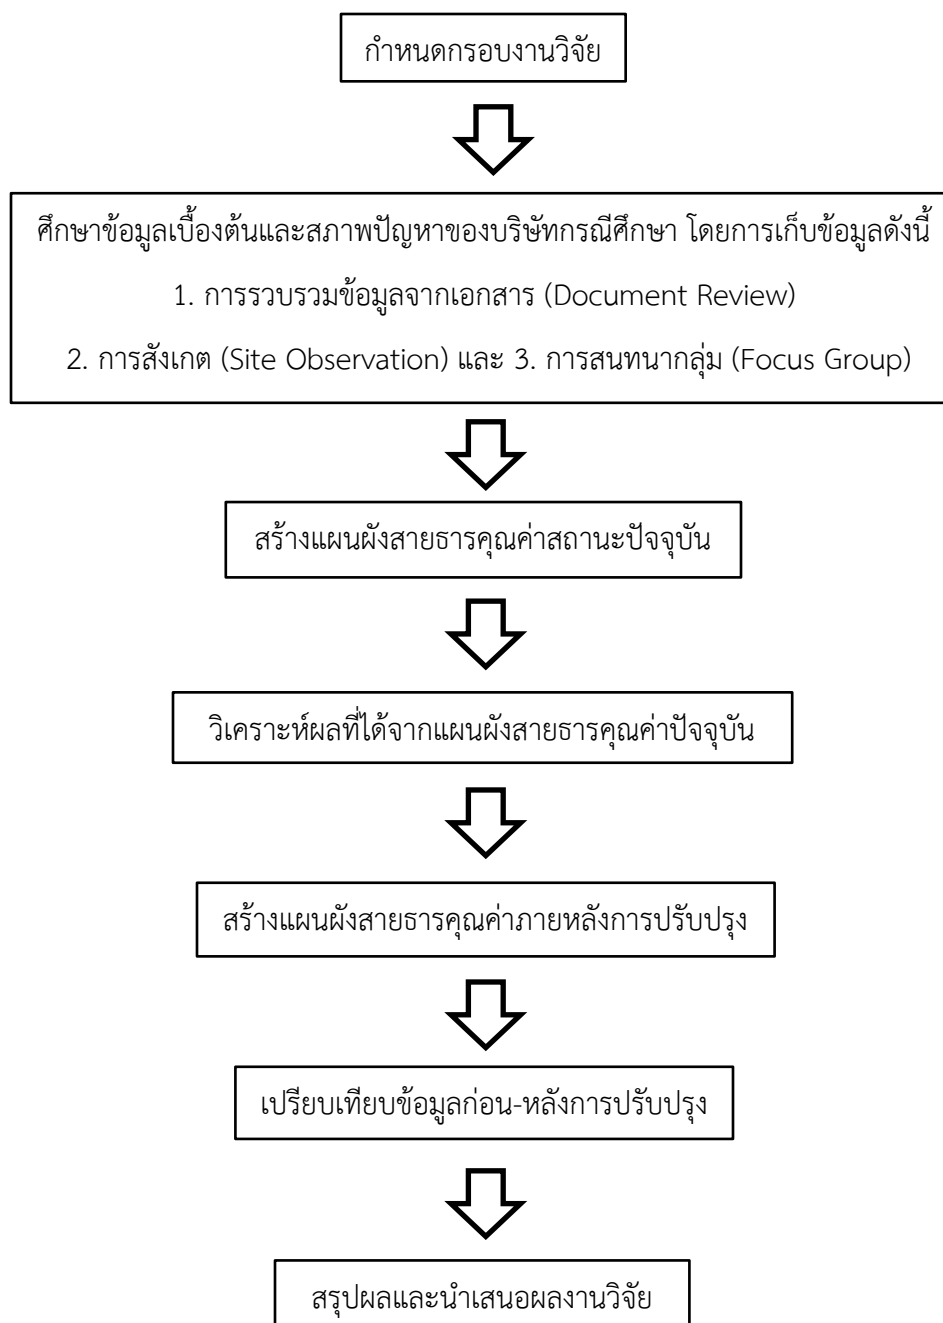 กำหนดกรอบงานวิจัย
ศึกษาข้อมูลเบื้องต้นและสภาพปัญหาของบริษัทกรณีศึกษา โดยการเก็บข้อมูลดังนี้
1. การรวบรวมข้อมูลจากเอกสาร (Document Review)
2. การสังเกต (Site Observation) และ 3. การสนทนากลุ่ม (Focus Group)
สร้างแผนผังสายธารคุณค่าสถานะปัจจุบัน
วิเคราะห์ผลที่ได้จากแผนผังสายธารคุณค่าปัจจุบัน
สร้างแผนผังสายธารคุณค่าภายหลังการปรับปรุง
เปรียบเทียบข้อมูลก่อน-หลังการปรับปรุง
สรุปผลและนำเสนอผลงานวิจัย